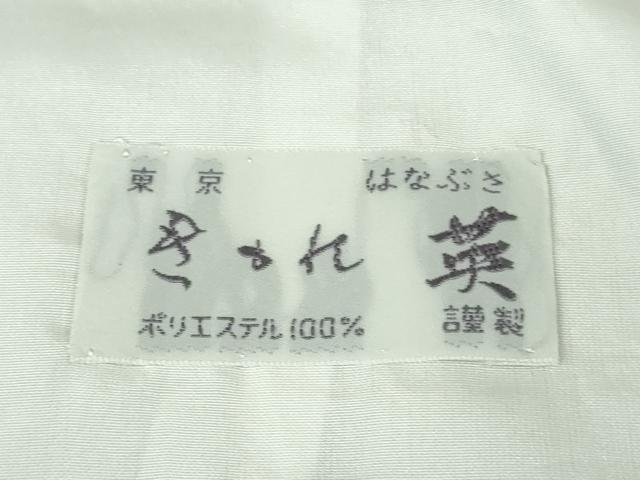 東京 はなぶさ
きもれ 英
ポリエステル100% 謹製